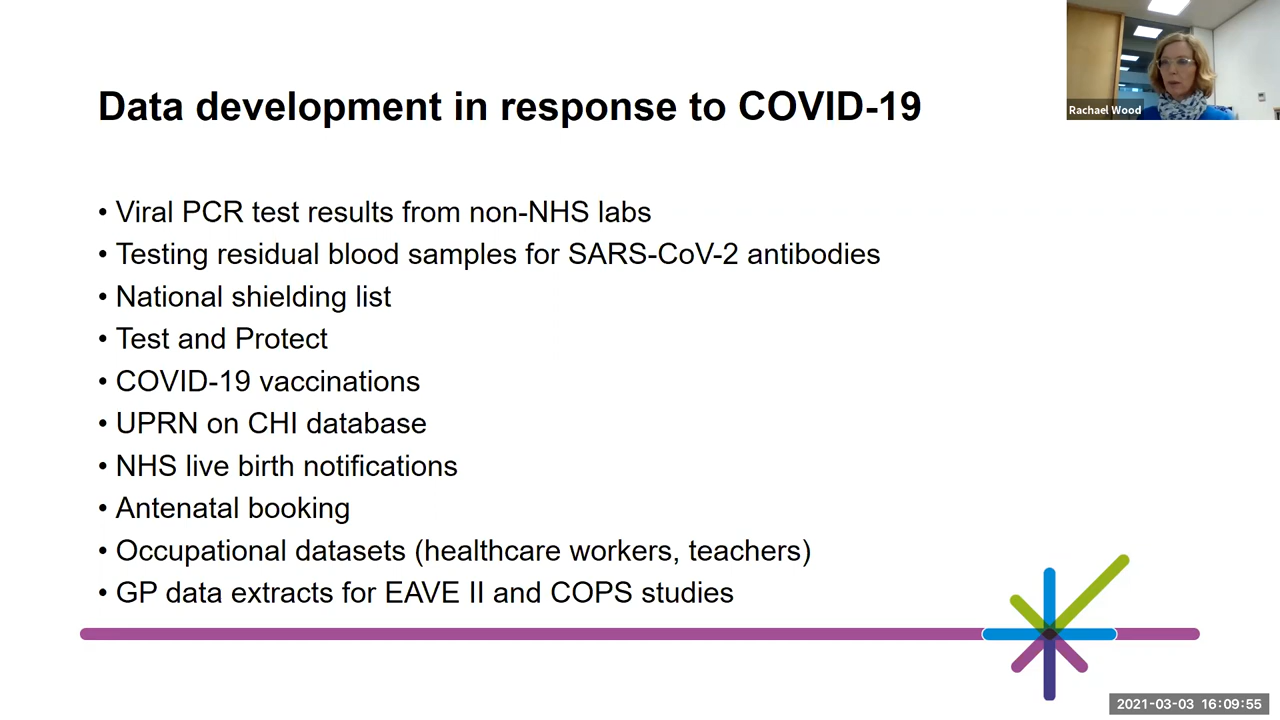 Data development in response to COVID-19
Rachael Wood
• Viral PCR test results from non-NHS labs
• Testing residual blood samples for SARS-CoV-2 antibodies
• National shielding list
• Test and Protect
• COVID-19 vaccinations
• UPRN on CHI database
• NHS live birth notifications
• Antenatal booking
• Occupational datasets (healthcare workers, teachers)
• GP data extracts for EAVE II and COPS studies
2021-03-03 16:09:55